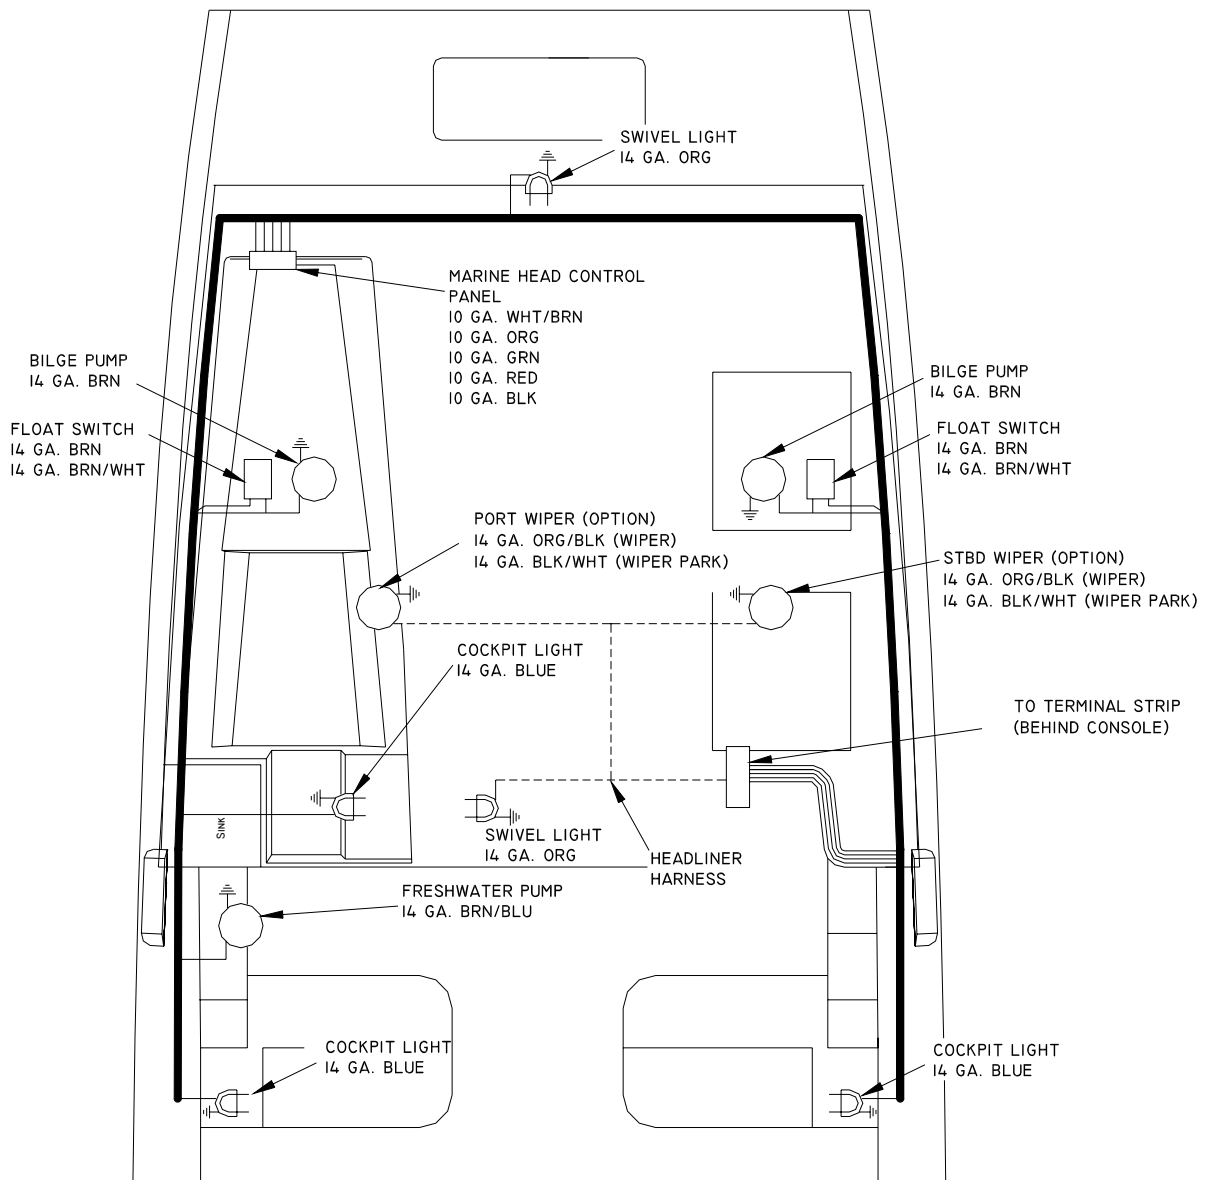 SWIVEL LIGHT
14 GA. ORG
MARINE HEAD CONTROL
PANEL
10 GA. WHT/BRN
10 GA. ORG
10 GA. GRN
10 GA. RED
10 GA. BLK
BILGE PUMP
14 GA. BRN
FLOAT SWITCH
14 GA. BRN
14 GA. BRN/WHT
BILGE PUMP
14 GA. BRN
FLOAT SWITCH
14 GA. BRN
14 GA. BRN/WHT
PORT WIPER (OPTION)
14 GA. ORG/BLK (WIPER)
14 GA. BLK/WHT (WIPER PARK)
STBD WIPER (OPTION)
14 GA. ORG/BLK (WIPER)
14 GA. BLK/WHT (WIPER PARK)
COCKPIT LIGHT
14 GA. BLUE
TO TERMINAL STRIP
(BEHIND CONSOLE)
SINK
SWIVEL LIGHT
14 GA. ORG
HEADLINER
HARNESS
FRESHWATER PUMP
14 GA. BRN/BLU
COCKPIT LIGHT
14 GA. BLUE
COCKPIT LIGHT
14 GA. BLUE